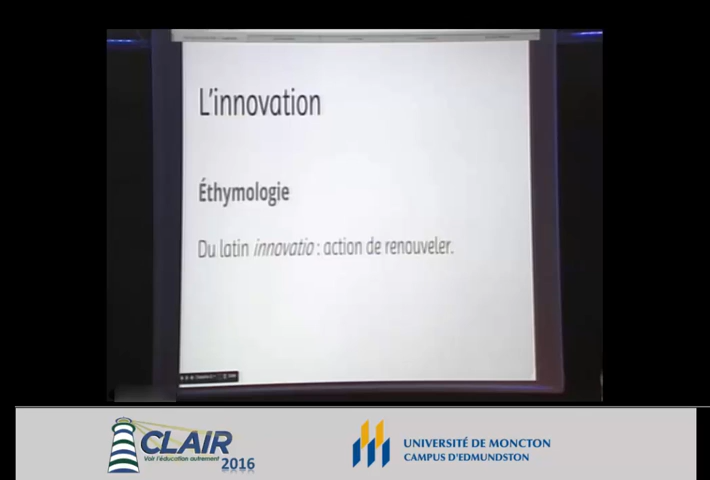 L'innovation
Éthymologie
Du latin innovatio : action de renouveler.
CLAIR
Voir l'éducation autrement
2016
UNIVERSITÉ DE MONCTON
CAMPUS D'EDMUNDSTON